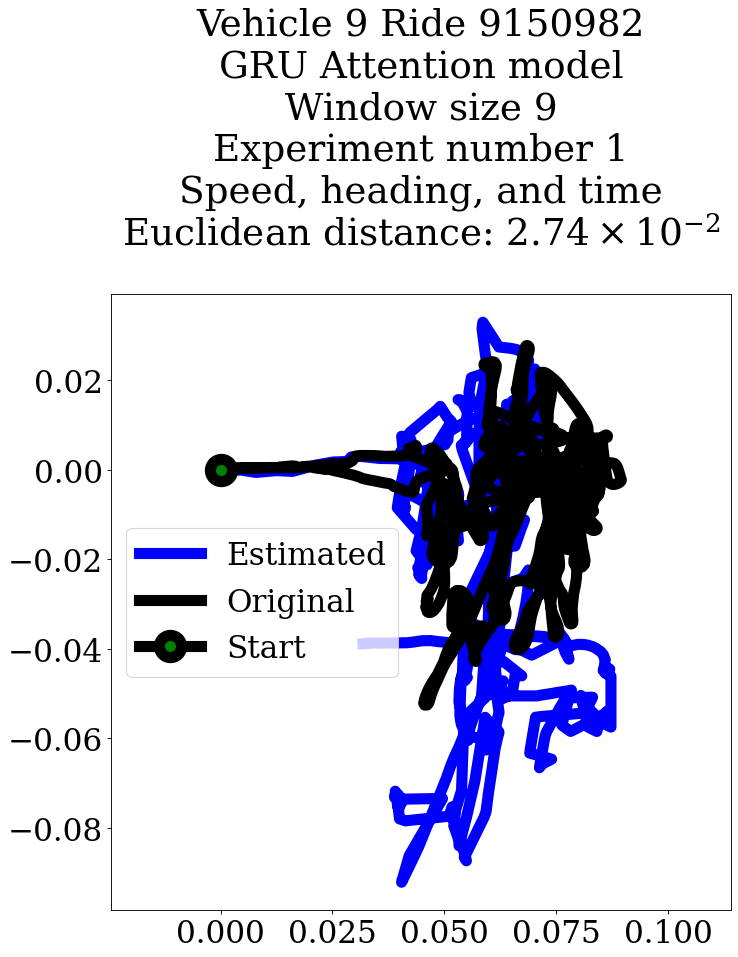 Vehicle 9 Ride 9150982
GRU Attention model
Window size 9
Experiment number 1
Speed, heading, and time
Euclidean distance: 2.74 × 10⁻²
0.02
0.00
−0.02
−0.04
−0.06
−0.08
Estimated
Original
Start
0.000 0.025 0.050 0.075 0.100